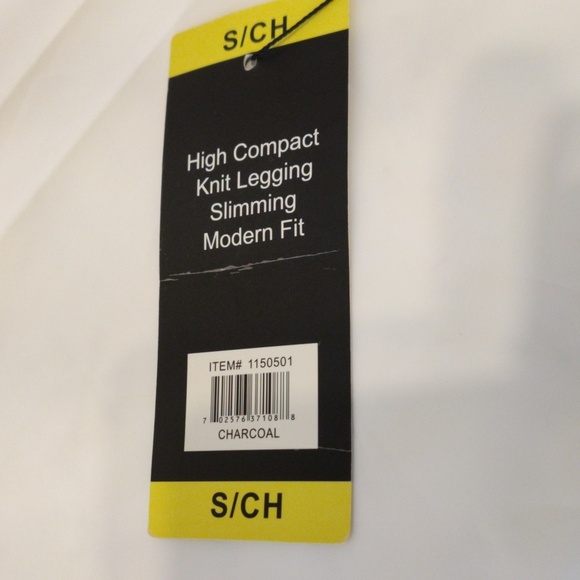 S/CH
High Compact
Knit Legging
Slimming
Modern Fit
ITEM# 1150501
7 02576 37108 8
CHARCOAL
S/CH